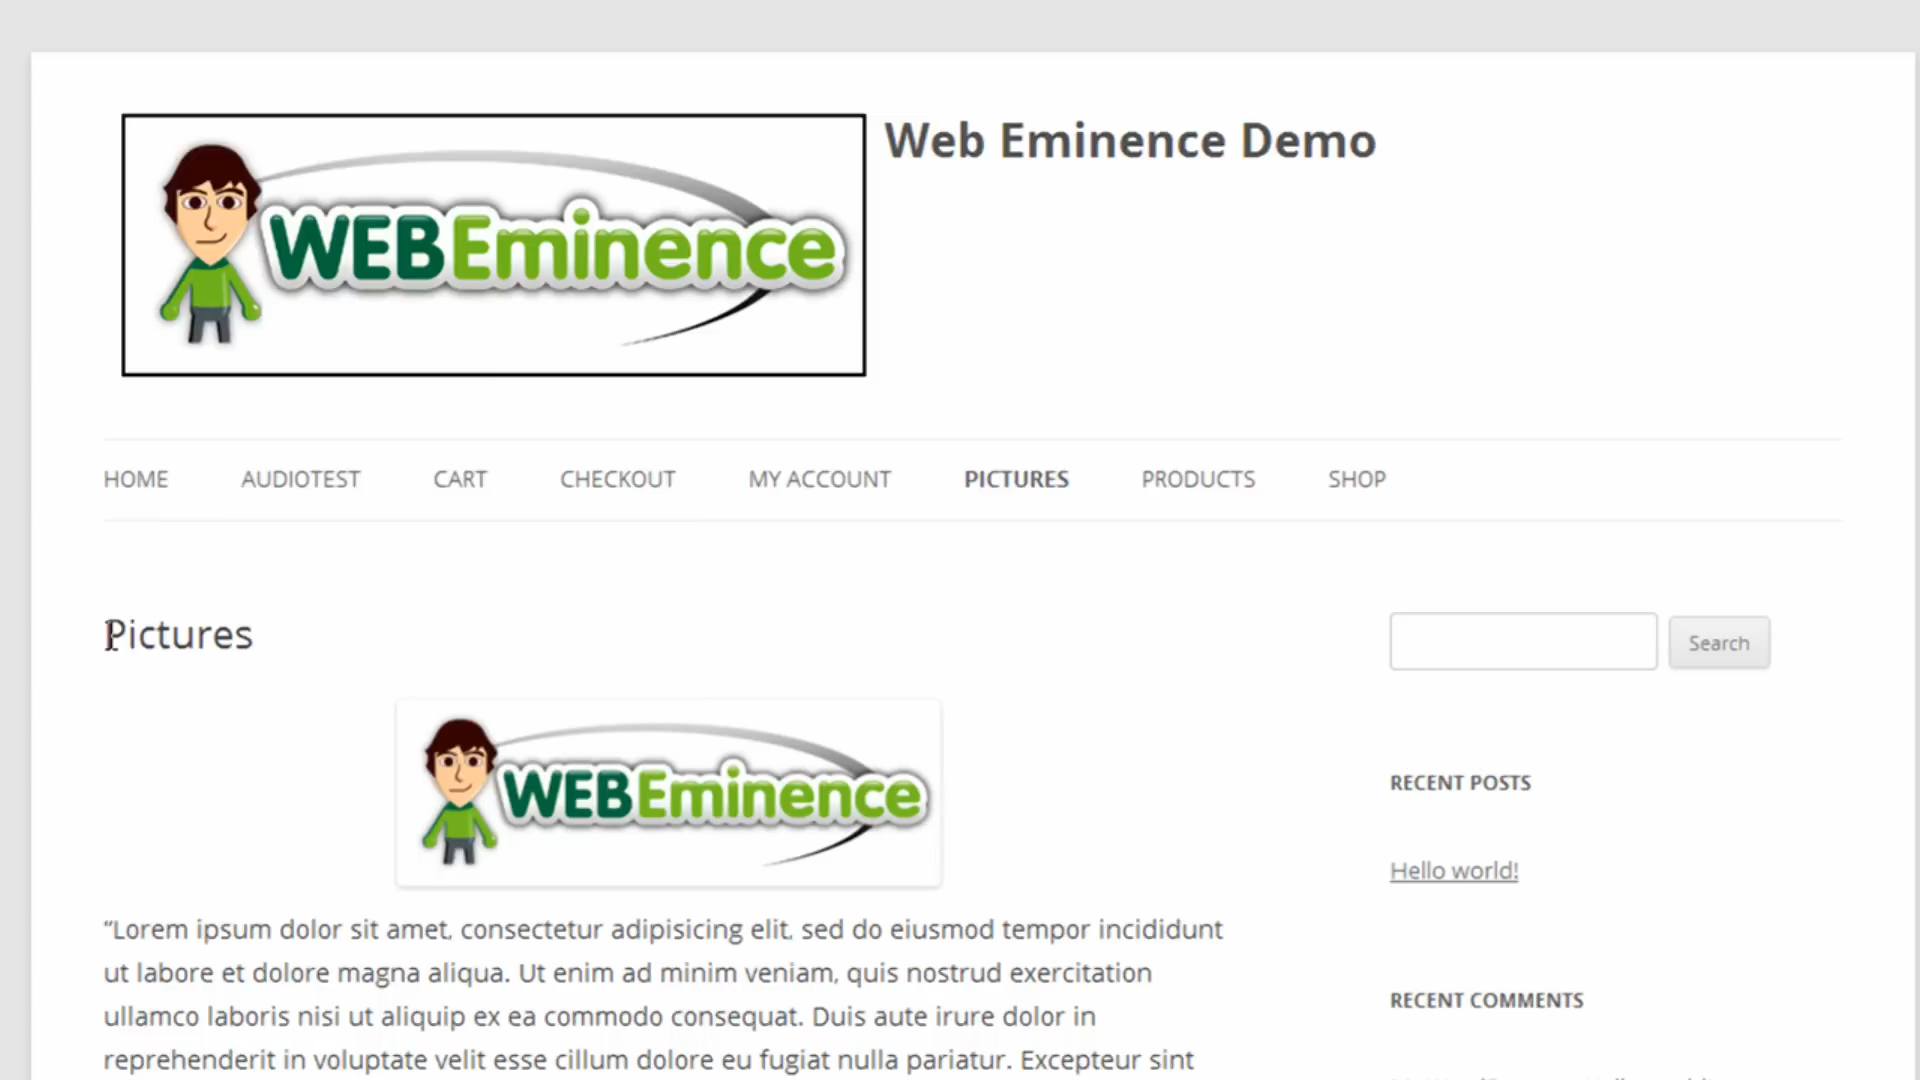 WEBEminence
Web Eminence Demo
HOME AUDIOTEST CART CHECKOUT MY ACCOUNT PICTURES PRODUCTS SHOP
Pictures
Search
WEBEminence
“Lorem ipsum dolor sit amet, consectetur adipisicing elit, sed do eiusmod tempor incididunt
ut labore et dolore magna aliqua. Ut enim ad minim veniam, quis nostrud exercitation
ullamco laboris nisi ut aliquip ex ea commodo consequat. Duis aute irure dolor in
reprehenderit in voluptate velit esse cillum dolore eu fugiat nulla pariatur. Excepteur sint
RECENT POSTS
Hello world!
RECENT COMMENTS